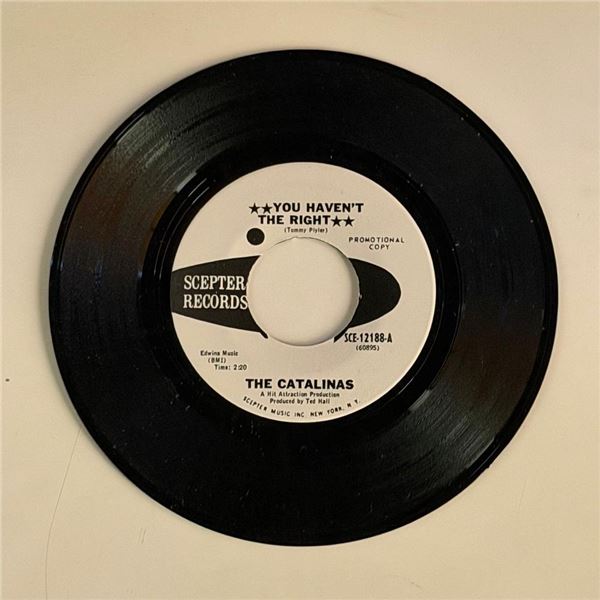 ★★YOU HAVEN'T
THE RIGHT★★
(Tommy Plyler)
PROMOTIONAL
COPY
SCEPTER
RECORDS
SCE-12188-A
(60895)
Edwina Music
(BMI)
Time: 2:20
THE CATALINAS
A Hit Attraction Production
Produced by Ted Hall
SCEPTER MUSIC INC. NEW YORK, N. Y.